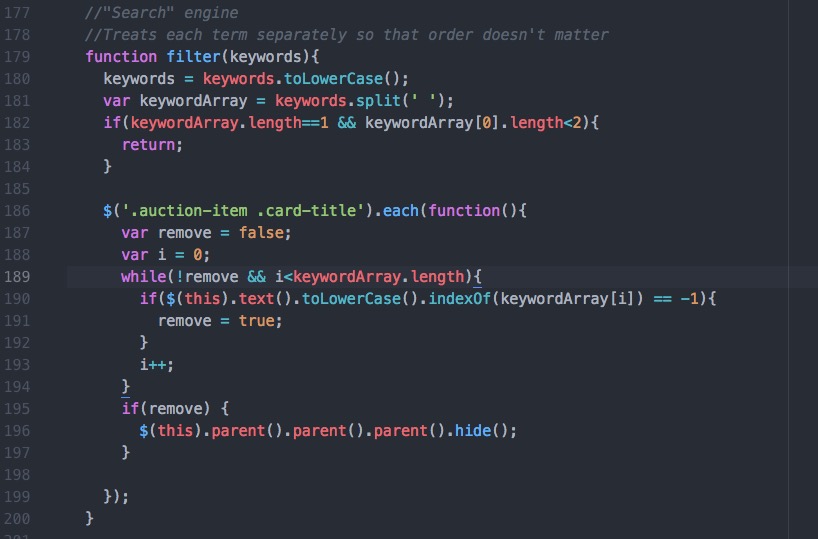 177 //"Search" engine
178 //Treats each term separately so that order doesn't matter
179 function filter(keywords){
180 keywords = keywords.toLowerCase();
181 var keywordArray = keywords.split(' ');
182 if(keywordArray.length==1 && keywordArray[0].length<2){
183 return;
184 }
185
186 $('.auction-item .card-title').each(function(){
187 var remove = false;
188 var i = 0;
189 while(!remove && i<keywordArray.length){
190 if($(this).text().toLowerCase().indexOf(keywordArray[i]) == -1){
191 remove = true;
192 }
193 i++;
194 }
195 if(remove) {
196 $(this).parent().parent().parent().hide();
197 }
198
199 });
200 }